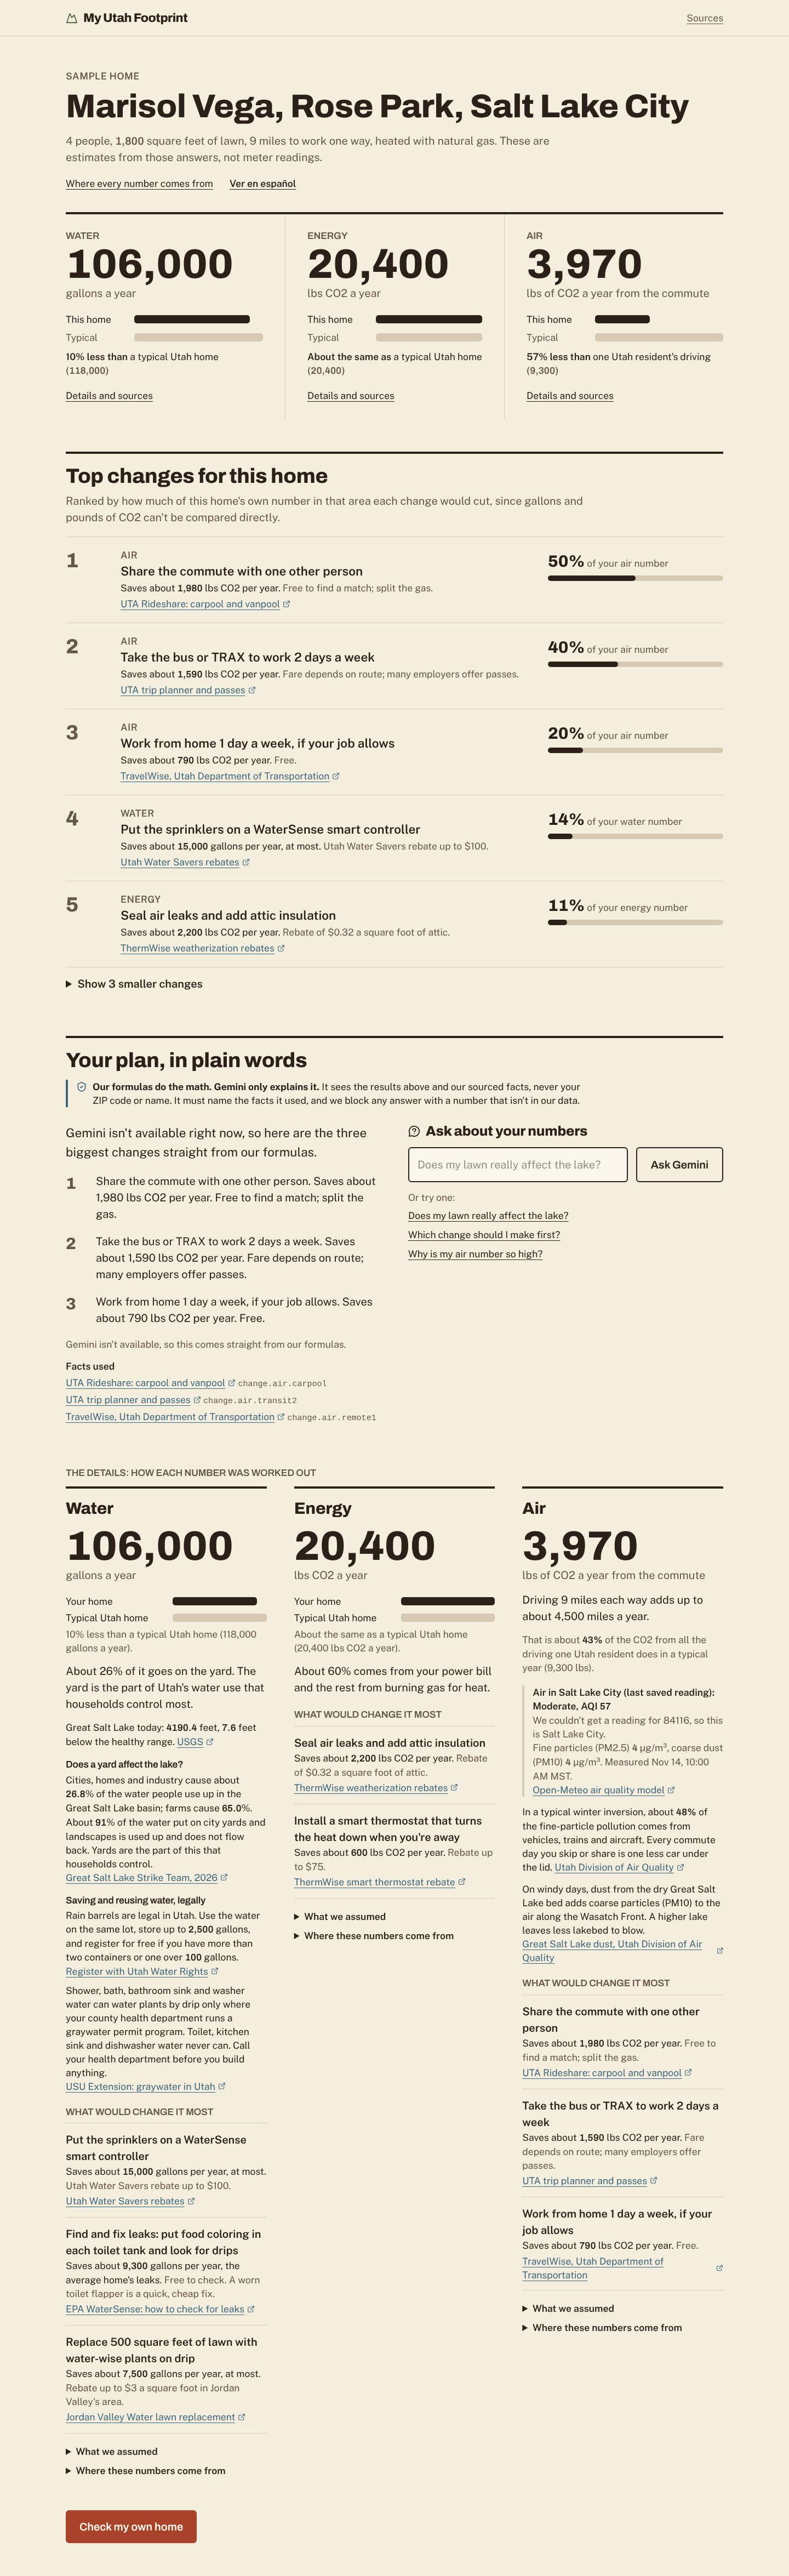 My Utah Footprint
Sources
SAMPLE HOME
Marisol Vega, Rose Park, Salt Lake City
4 people, 1,800 square feet of lawn, 9 miles to work one way, heated with natural gas. These are
estimates from those answers, not meter readings.
Where every number comes from
Ver en español
WATER
106,000
gallons a year
This home
Typical
10% less than a typical Utah home
(118,000)
Details and sources
ENERGY
20,400
lbs CO2 a year
This home
Typical
About the same as a typical Utah home
(20,400)
Details and sources
AIR
3,970
lbs of CO2 a year from the commute
This home
Typical
57% less than one Utah resident's driving
(9,300)
Details and sources
Top changes for this home
Ranked by how much of this home's own number in that area each change would cut, since gallons and
pounds of CO2 can't be compared directly.
1
AIR
Share the commute with one other person
Saves about 1,980 lbs CO2 per year. Free to find a match; split the gas.
UTA Rideshare: carpool and vanpool
50% of your air number
2
AIR
Take the bus or TRAX to work 2 days a week
Saves about 1,590 lbs CO2 per year. Fare depends on route; many employers offer passes.
UTA trip planner and passes
40% of your air number
3
AIR
Work from home 1 day a week, if your job allows
Saves about 790 lbs CO2 per year. Free.
TravelWise, Utah Department of Transportation
20% of your air number
4
WATER
Put the sprinklers on a WaterSense smart controller
Saves about 15,000 gallons per year, at most. Utah Water Savers rebate up to $100.
Utah Water Savers rebates
14% of your water number
5
ENERGY
Seal air leaks and add attic insulation
Saves about 2,200 lbs CO2 per year. Rebate of $0.32 a square foot of attic.
ThermWise weatherization rebates
11% of your energy number
Show 3 smaller changes
Your plan, in plain words
Our formulas do the math. Gemini only explains it. It sees the results above and our sourced facts, never your
ZIP code or name. It must name the facts it used, and we block any answer with a number that isn't in our data.
Gemini isn't available right now, so here are the three
biggest changes straight from our formulas.
1
Share the commute with one other person. Saves about
1,980 lbs CO2 per year. Free to find a match; split the
gas.
2
Take the bus or TRAX to work 2 days a week. Saves
about 1,590 lbs CO2 per year. Fare depends on route;
many employers offer passes.
3
Work from home 1 day a week, if your job allows. Saves
about 790 lbs CO2 per year. Free.
Gemini isn't available, so this comes straight from our formulas.
Facts used
UTA Rideshare: carpool and vanpool change.air.carpool
UTA trip planner and passes change.air.transit2
TravelWise, Utah Department of Transportation change.air.remote1
Ask about your numbers
Does my lawn really affect the lake?
Ask Gemini
Or try one:
Does my lawn really affect the lake?
Which change should I make first?
Why is my air number so high?
THE DETAILS: HOW EACH NUMBER WAS WORKED OUT
Water
106,000
gallons a year
Your home
Typical Utah home
10% less than a typical Utah home (118,000
gallons a year).
About 26% of it goes on the yard. The
yard is the part of Utah's water use that
households control most.
Great Salt Lake today: 4190.4 feet, 7.6 feet
below the healthy range. USGS
Does a yard affect the lake?
Cities, homes and industry cause about
26.8% of the water people use up in the
Great Salt Lake basin; farms cause 65.0%.
About 91% of the water put on city yards and
landscapes is used up and does not flow
back. Yards are the part of this that
households control.
Great Salt Lake Strike Team, 2026
Saving and reusing water, legally
Rain barrels are legal in Utah. Use the water
on the same lot, store up to 2,500 gallons,
and register for free if you have more than
two containers or one over 100 gallons.
Register with Utah Water Rights
Shower, bath, bathroom sink and washer
water can water plants by drip only where
your county health department runs a
graywater permit program. Toilet, kitchen
sink and dishwasher water never can. Call
your health department before you build
anything.
USU Extension: graywater in Utah
WHAT WOULD CHANGE IT MOST
Put the sprinklers on a WaterSense
smart controller
Saves about 15,000 gallons per year, at most.
Utah Water Savers rebate up to $100.
Utah Water Savers rebates
Find and fix leaks: put food coloring in
each toilet tank and look for drips
Saves about 9,300 gallons per year, the
average home's leaks. Free to check. A worn
toilet flapper is a quick, cheap fix.
EPA WaterSense: how to check for leaks
Replace 500 square feet of lawn with
water-wise plants on drip
Saves about 7,500 gallons per year, at most.
Rebate up to $3 a square foot in Jordan
Valley's area.
Jordan Valley Water lawn replacement
What we assumed
Where these numbers come from
Energy
20,400
lbs CO2 a year
Your home
Typical Utah home
About the same as a typical Utah home
(20,400 lbs CO2 a year).
About 60% comes from your power bill
and the rest from burning gas for heat.
WHAT WOULD CHANGE IT MOST
Seal air leaks and add attic insulation
Saves about 2,200 lbs CO2 per year. Rebate
of $0.32 a square foot of attic.
ThermWise weatherization rebates
Install a smart thermostat that turns
the heat down when you're away
Saves about 600 lbs CO2 per year. Rebate up
to $75.
ThermWise smart thermostat rebate
What we assumed
Where these numbers come from
Air
3,970
lbs of CO2 a year from the commute
Driving 9 miles each way adds up to
about 4,500 miles a year.
That is about 43% of the CO2 from all the
driving one Utah resident does in a typical
year (9,300 lbs).
Air in Salt Lake City (last saved reading):
Moderate, AQI 57
We couldn't get a reading for 84116, so this
is Salt Lake City.
Fine particles (PM2.5) 4 µg/m³, coarse dust
(PM10) 4 µg/m³. Measured Nov 14, 10:00
AM MST.
Open-Meteo air quality model
In a typical winter inversion, about 48% of
the fine-particle pollution comes from
vehicles, trains and aircraft. Every commute
day you skip or share is one less car under
the lid. Utah Division of Air Quality
On windy days, dust from the dry Great Salt
Lake bed adds coarse particles (PM10) to the
air along the Wasatch Front. A higher lake
leaves less lakebed to blow.
Great Salt Lake dust, Utah Division of Air
Quality
WHAT WOULD CHANGE IT MOST
Share the commute with one other
person
Saves about 1,980 lbs CO2 per year. Free to
find a match; split the gas.
UTA Rideshare: carpool and vanpool
Take the bus or TRAX to work 2 days a
week
Saves about 1,590 lbs CO2 per year. Fare
depends on route; many employers offer
passes.
UTA trip planner and passes
Work from home 1 day a week, if your
job allows
Saves about 790 lbs CO2 per year. Free.
TravelWise, Utah Department of
Transportation
What we assumed
Where these numbers come from
Check my own home